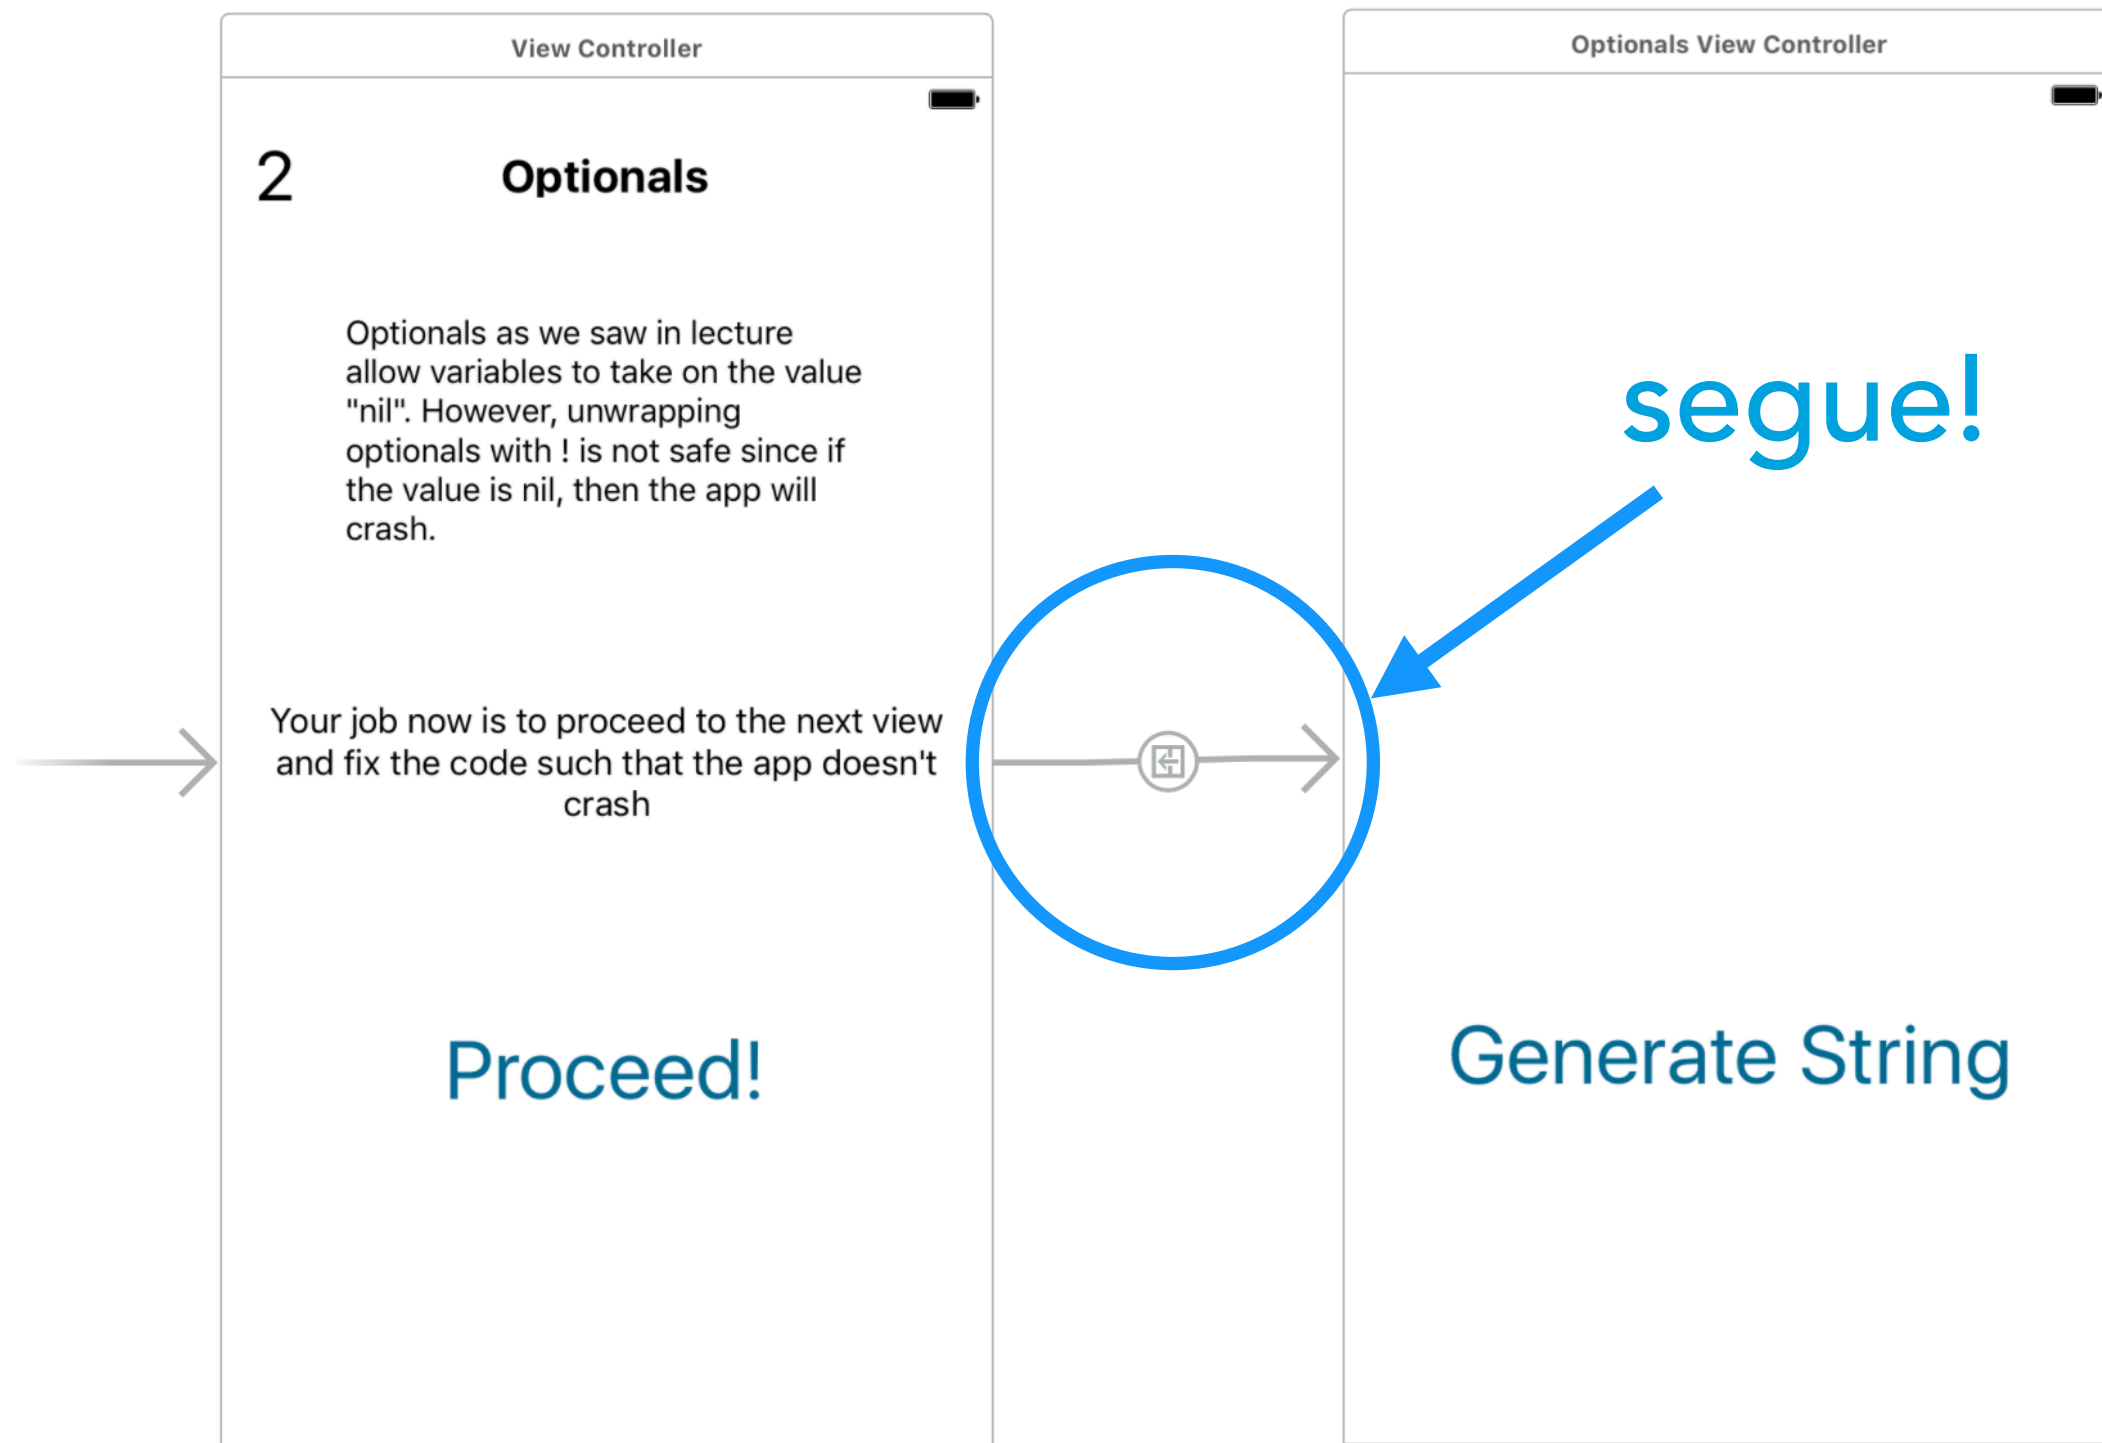 View Controller
2 Optionals
Optionals as we saw in lecture
allow variables to take on the value
"nil". However, unwrapping
optionals with ! is not safe since if
the value is nil, then the app will
crash.
Your job now is to proceed to the next view
and fix the code such that the app doesn't
crash
Proceed!
Optionals View Controller
segue!
Generate String